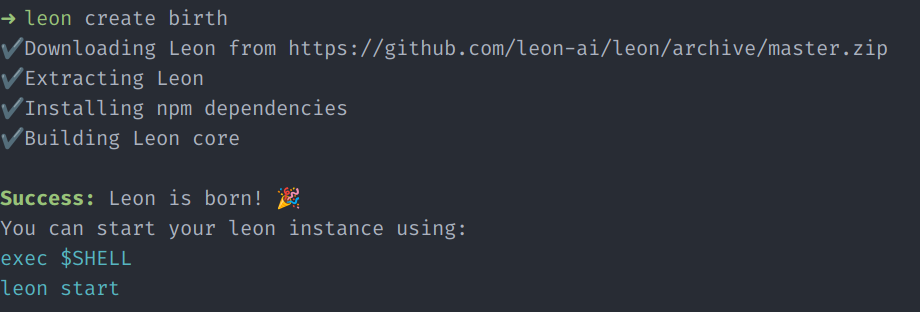 ➜ leon create birth
✔Downloading Leon from https://github.com/leon-ai/leon/archive/master.zip
✔Extracting Leon
✔Installing npm dependencies
✔Building Leon core
Success: Leon is born! 🎉
You can start your leon instance using:
exec $SHELL
leon start